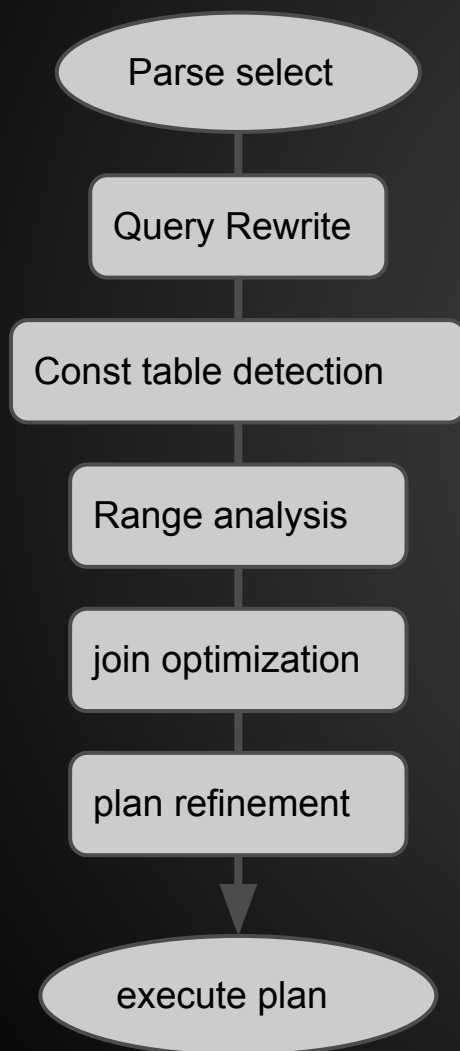 Parse select
Query Rewrite
Const table detection
Range analysis
join optimization
plan refinement
execute plan